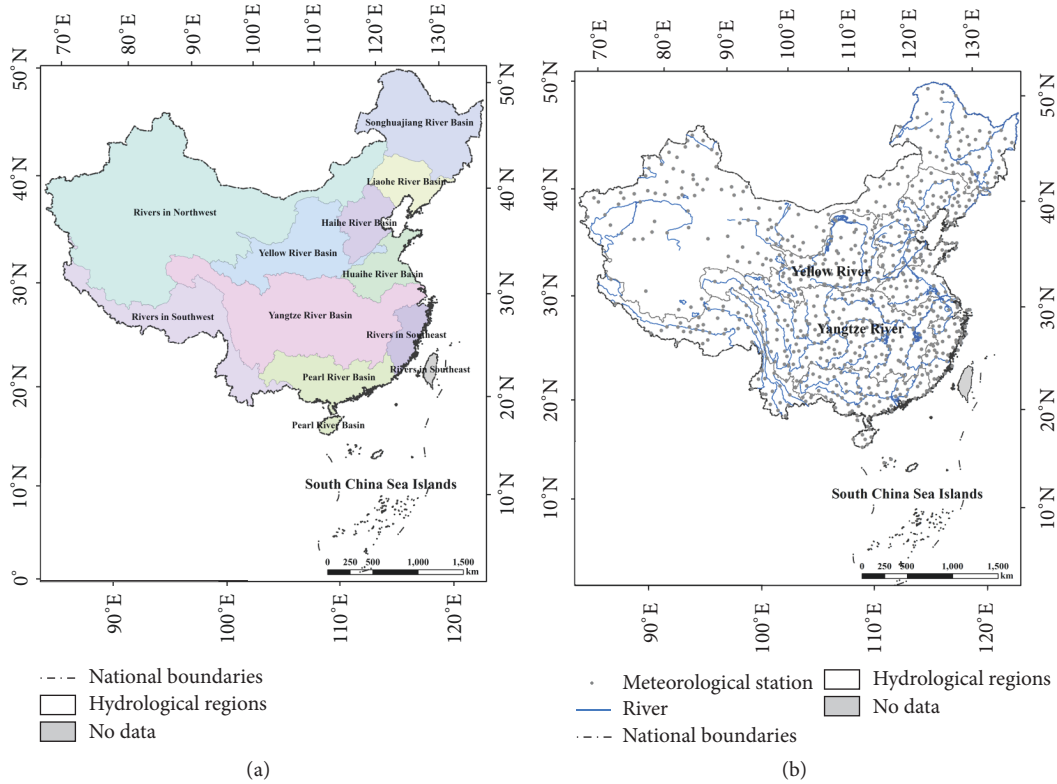 70°E
80°E
90°E
100°E
110°E
120°E
130°E
50°N
40°N
30°N
20°N
10°N
0°
50°N
40°N
30°N
20°N
10°N
Songhuajiang River Basin
Liaohe River Basin
Rivers in Northwest
Haihe River Basin
Yellow River Basin
Huaihe River Basin
Rivers in Southwest
Yangtze River Basin
Rivers in Southeast
Rivers in Southeast
Pearl River Basin
Pearl River Basin
South China Sea Islands
0 250 500 1,000 1,500
km
90°E
100°E
110°E
120°E
National boundaries
Hydrological regions
No data
(a)
70°E
80°E
90°E
100°E
110°E
120°E
130°E
50°N
40°N
30°N
20°N
10°N
50°N
40°N
30°N
20°N
10°N
Yellow River
Yangtze River
South China Sea Islands
0 250 500 1,000 1,500
km
90°E
100°E
110°E
120°E
Meteorological station
River
National boundaries
Hydrological regions
No data
(b)